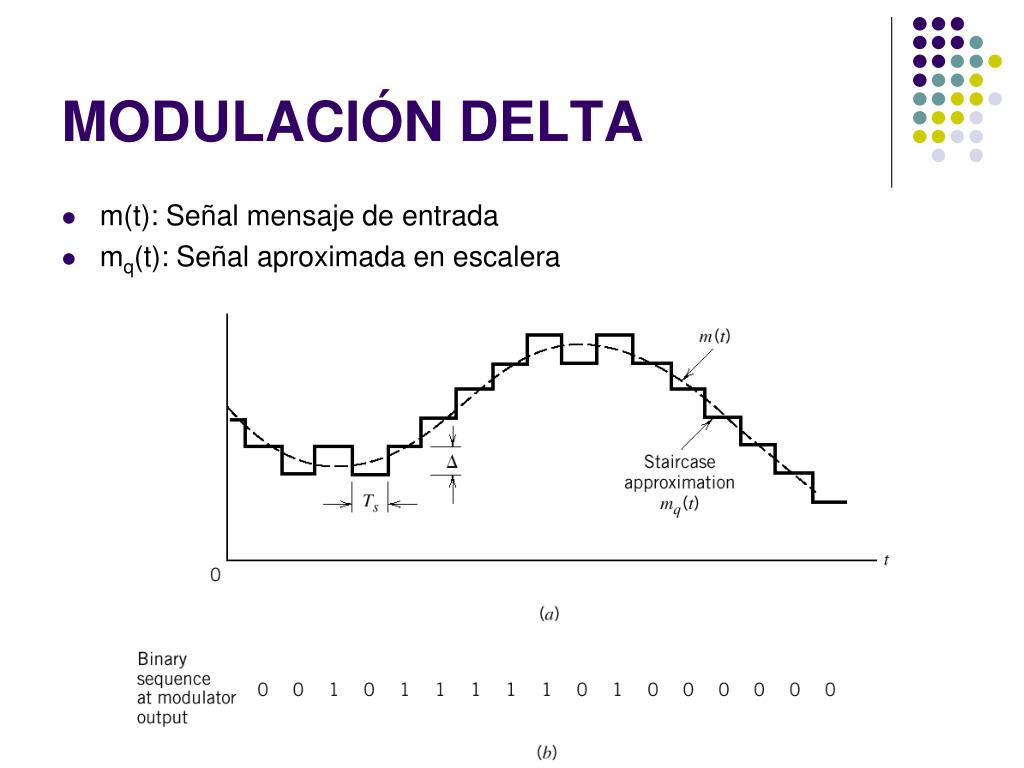 MODULACIÓN DELTA
m(t): Señal mensaje de entrada
mq(t): Señal aproximada en escalera
m(t)
Δ
Ts
Staircase
approximation
mq(t)
t
0
(a)
Binary
sequence
at modulator
output
0 0 1 0 1 1 1 1 1 0 1 0 0 0 0 0 0
(b)